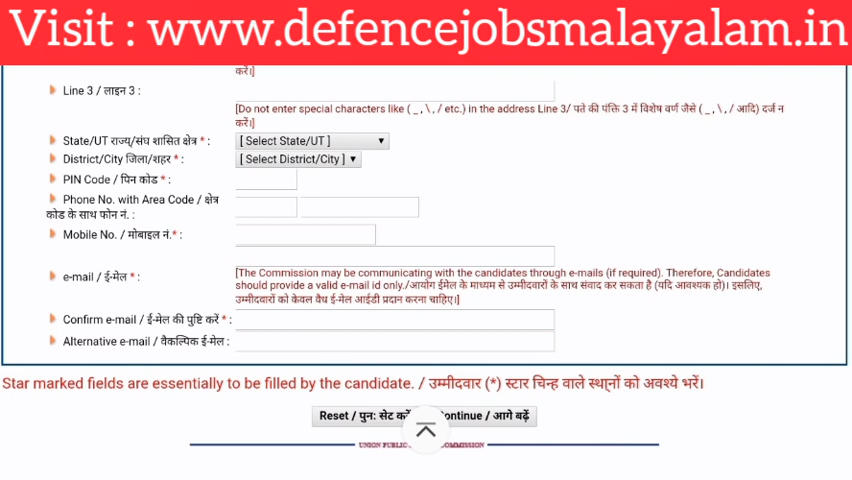 Visit : www.defencejobsmalayalam.in
करें।]
Line 3 / लाइन 3 :
[Do not enter special characters like ( _ , \ , / etc.) in the address Line 3/ पते की पंक्ति 3 में विशेष वर्ण जैसे ( _ , \ , / आदि) दर्ज न
करें।]
State/UT राज्य/संघ शासित क्षेत्र * : [ Select State/UT ]
District/City जिला/शहर * : [ Select District/City ]
PIN Code / पिन कोड * :
Phone No. with Area Code / क्षेत्र
कोड के साथ फोन नं. :
Mobile No. / मोबाइल नं.* :
e-mail / ई-मेल * :
[The Commission may be communicating with the candidates through e-mails (if required). Therefore, Candidates
should provide a valid e-mail id only./आयोग ईमेल के माध्यम से उम्मीदवारों के साथ संवाद कर सकता है (यदि आवश्यक हो)। इसलिए,
उम्मीदवारों को केवल वैध ई-मेल आईडी प्रदान करना चाहिए।]
Confirm e-mail / ई-मेल की पुष्टि करें * :
Alternative e-mail / वैकल्पिक ई-मेल :
Star marked fields are essentially to be filled by the candidate. / उम्मीदवार (*) स्टार चिन्ह वाले स्थानों को अवश्ये भरें।
Reset / पुन: सेट करें ontinue / आगे बढ़ें
UNION PUBLIC COMMISSION